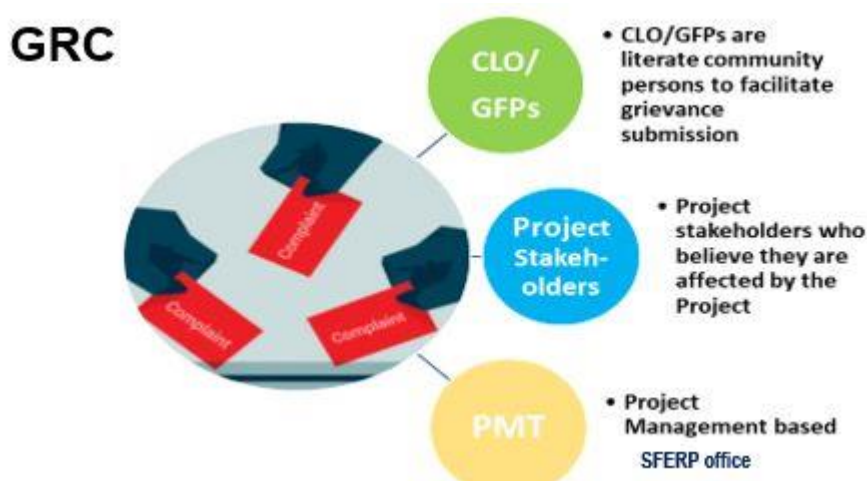 GRC
CLO/
GFPs
• CLO/GFPs are
literate community
persons to facilitate
grievance
submission
Complaint
Complaint
Complaint
Project
Stakeh-
olders
• Project
stakeholders who
believe they are
affected by the
Project
PMT
• Project
Management based
SFERP office